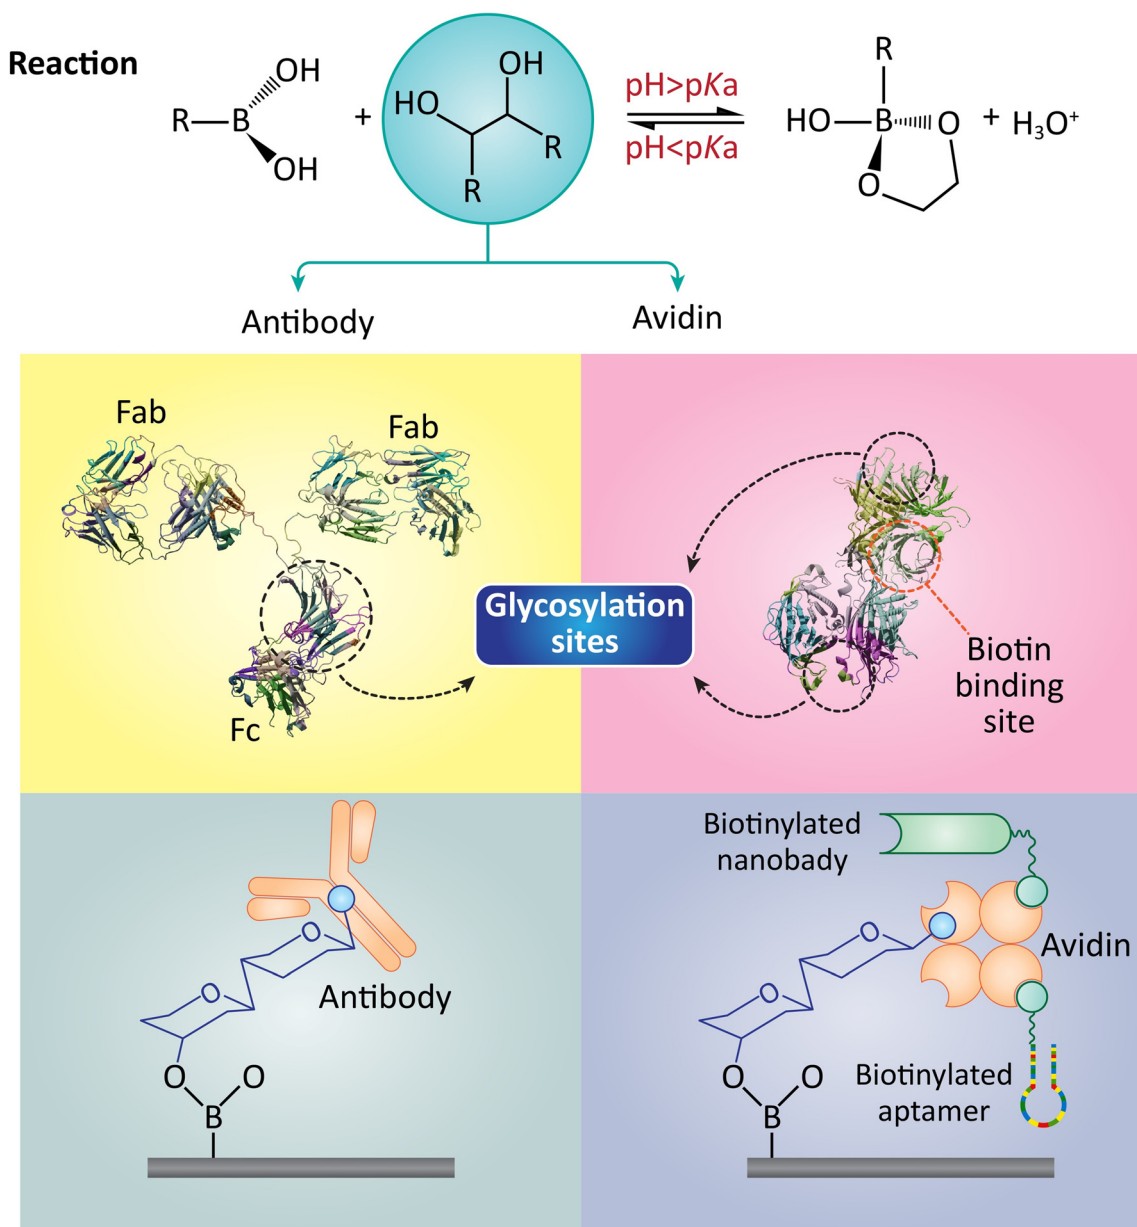 Reaction
R
B
OH
OH
+
HO
OH
R
R
pH>pKa
pH<pKa
R
HO
B
O
O
+ H₃O⁺
Antibody
Avidin
Fab
Fab
Fc
Glycosylation
sites
Biotin
binding
site
O
O
Antibody
O
O
B
Biotinylated
nanobady
O
O
Avidin
O
O
B
Biotinylated
aptamer